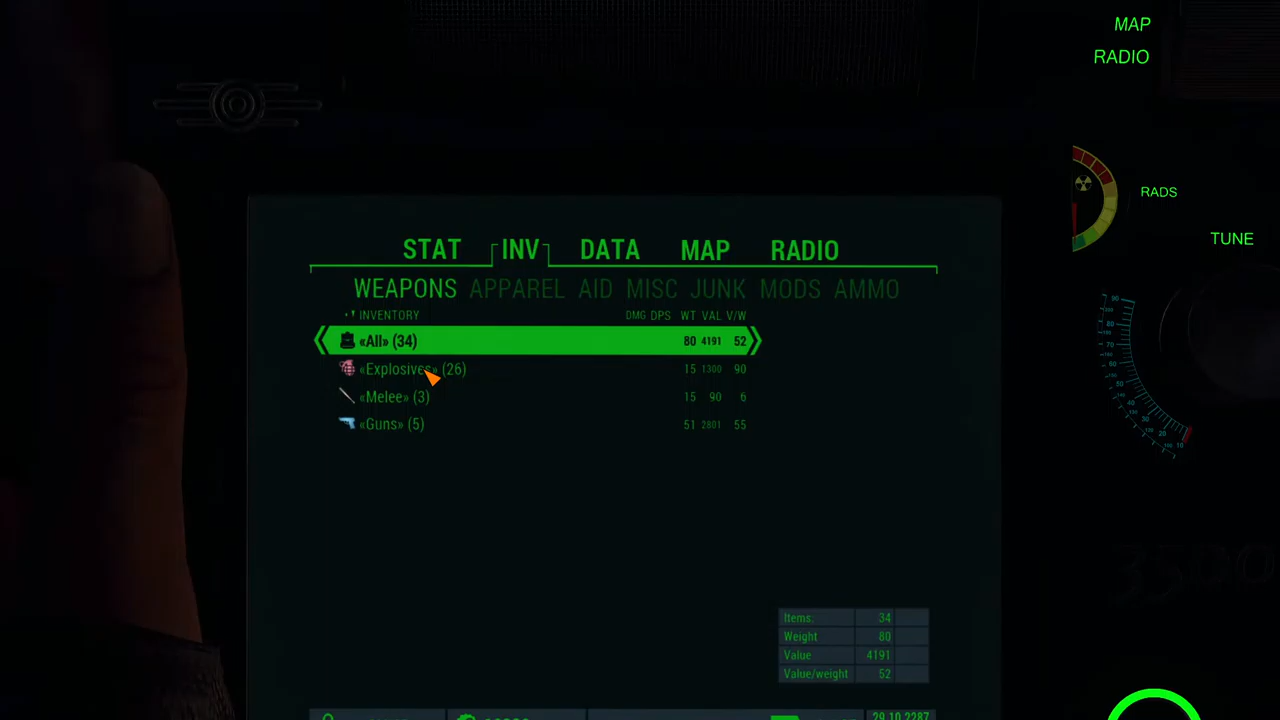 MAP
RADIO
RADS
TUNE
STAT INV DATA MAP RADIO
WEAPONS APPAREL AID MISC JUNK MODS AMMO
INVENTORY DMG DPS WT VAL V/W
«All» (34) 80 4191 52
«Explosives» (26) 15 1300 90
«Melee» (3) 15 90 6
«Guns» (5) 51 2801 55
Items: 34
Weight 80
Value 4191
Value/weight 52
29.10.2287